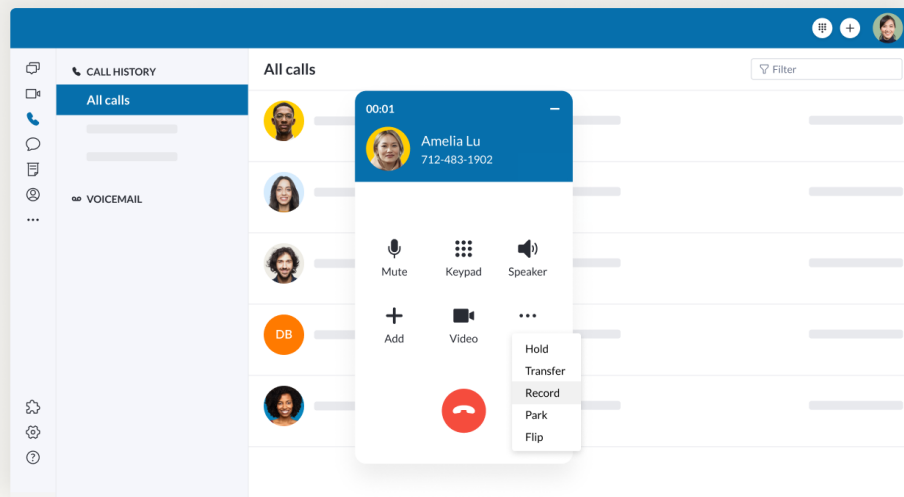 CALL HISTORY
All calls
VOICEMAIL
All calls
Filter
00:01
Amelia Lu
712-483-1902
Mute
Keypad
Speaker
Add
Video
Hold
Transfer
Record
Park
Flip
DB